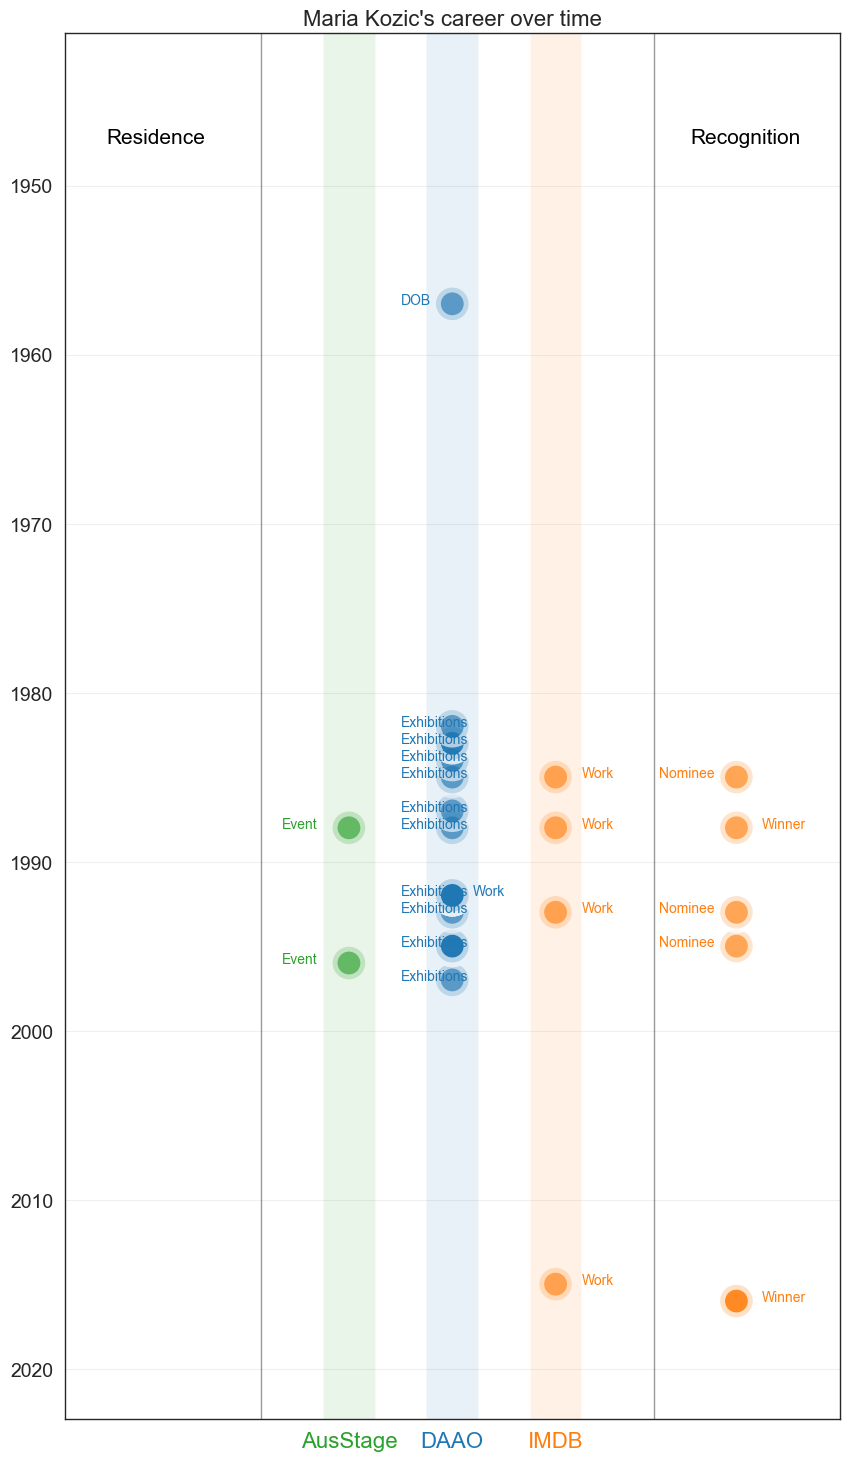 Maria Kozic's career over time
Residence
Recognition
1950
DOB
1960
1970
1980
Exhibitions
Exhibitions
Exhibitions
Exhibitions Work Nominee
Exhibitions
Event Exhibitions Work Winner
1990
Exhibitions Work
Exhibitions Work Nominee
Exhibitions Nominee
Event
Exhibitions
2000
2010
Work
Winner
2020
AusStage DAAO IMDB